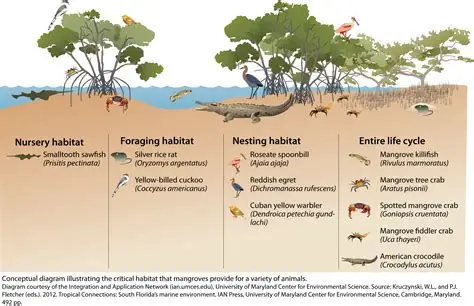 Nursery habitat
Smalltooth sawfish
(Prisitis pectinata)
Foraging habitat
Silver rice rat
(Oryzomys argentatus)
Yellow-billed cuckoo
(Coccyzus americanus)
Nesting habitat
Roseate spoonbill
(Ajaia ajaja)
Reddish egret
(Dichromanassa rufescens)
Cuban yellow warbler
(Dendroica petechia gund-
lachi)
Entire life cycle
Mangrove killifish
(Rivulus marmoratus)
Mangrove tree crab
(Aratus pisonii)
Spotted mangrove crab
(Goniopsis cruentata)
Mangrove fiddler crab
(Uca thayeri)
American crocodile
(Crocodylus acutus)
Conceptual diagram illustrating the critical habitat that mangroves provide for a variety of animals.
Diagram courtesy of the Integration and Application Network (ian.umces.edu), University of Maryland Center for Environmental Science. Source: Kruczynski, W.L., and P.J.
Fletcher (eds.). 2012. Tropical Connections: South Florida's marine environment. IAN Press, University of Maryland Center for Environmental Science, Cambridge, Maryland.
492 pp.